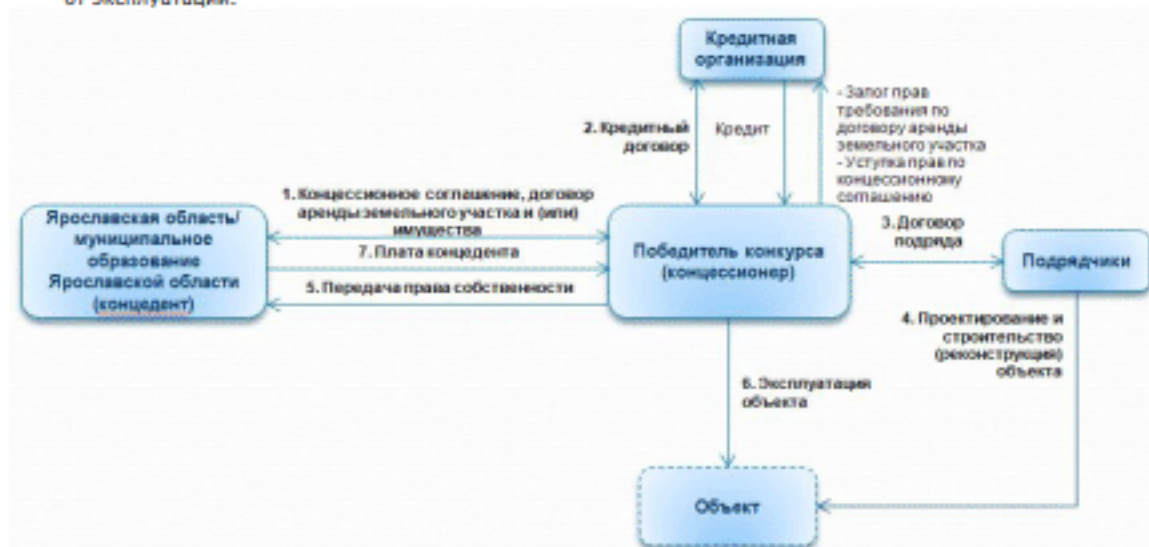 от эксплуатации.
Кредитная
организация
- Залог прав
требования по
договору аренды
земельного участка
- Уступка прав по
концессионному
соглашению
2. Кредитный
договор
Кредит
1. Концессионное соглашение, договор
аренды земельного участка и (или)
имущества
Ярославская область/
муниципальное
образование
Ярославской области
(концедент)
7. Плата концедента
5. Передача права собственности
Победитель конкурса
(концессионер)
3. Договор
подряда
Подрядчики
4. Проектирование и
строительство
(реконструкция)
объекта
6. Эксплуатация
объекта
Объект